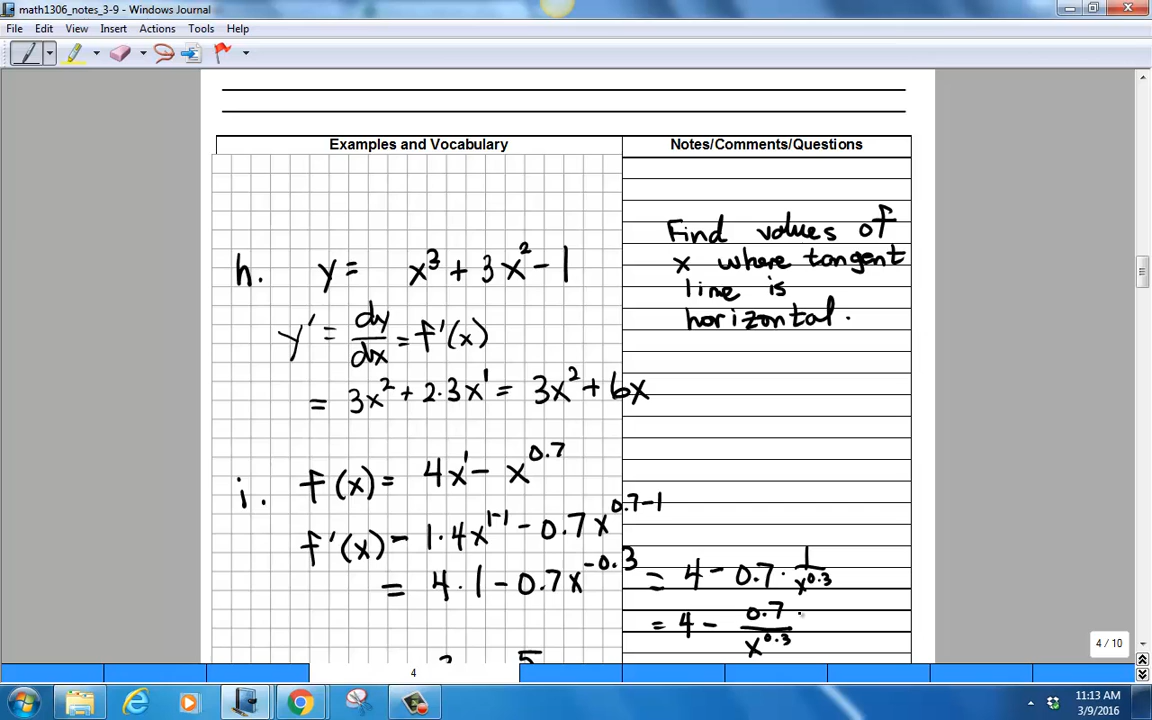 math1306_notes_3-9 - Windows Journal
File Edit View Insert Actions Tools Help
Examples and Vocabulary
Notes/Comments/Questions
Find values of
x where tangent
line is
horizontal.
h. y = x³ + 3x² - 1
y' = dy/dx = f'(x)
= 3x² + 2·3x¹ = 3x² + 6x
i. f(x) = 4x¹ - x^0.7
f'(x) - 1·4x^1-1 - 0.7x^0.7-1
= 4·1 - 0.7x^-0.3
= 4 - 0.7 · 1/x^0.3
= 4 - 0.7/x^0.3
4 / 10
4
11:13 AM
3/9/2016